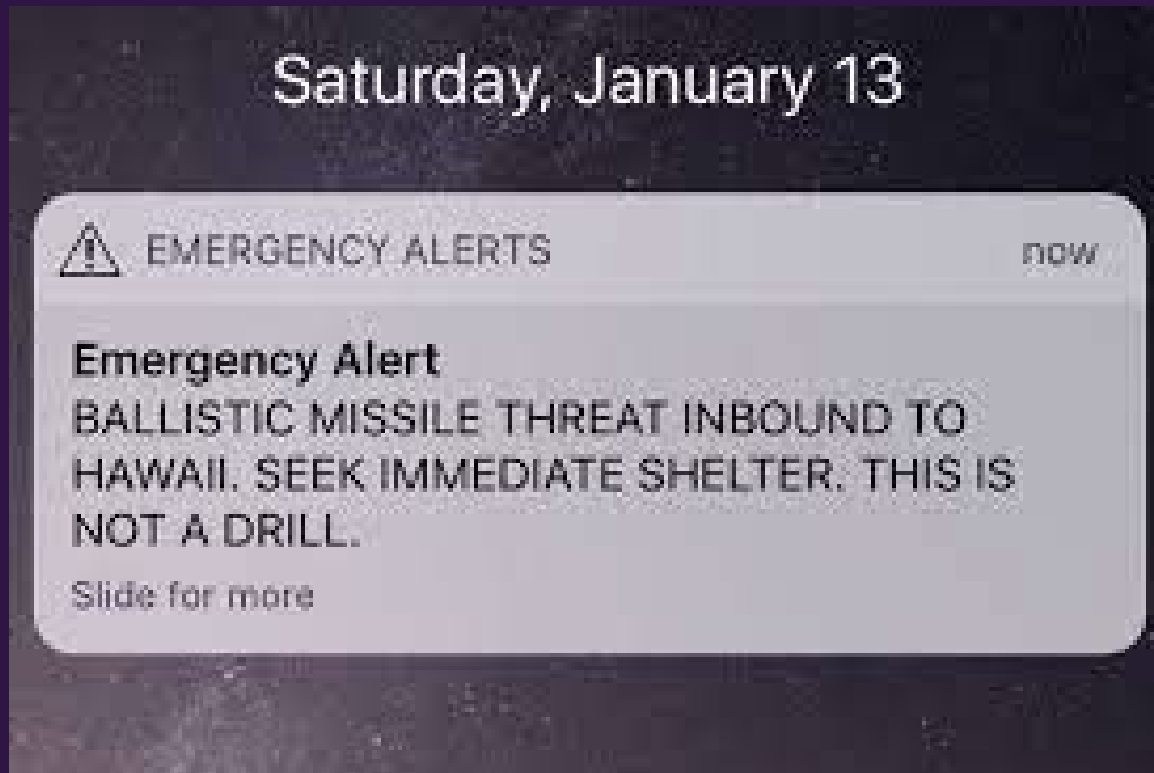 Saturday, January 13
EMERGENCY ALERTS now
Emergency Alert
BALLISTIC MISSILE THREAT INBOUND TO
HAWAII. SEEK IMMEDIATE SHELTER. THIS IS
NOT A DRILL.
Slide for more